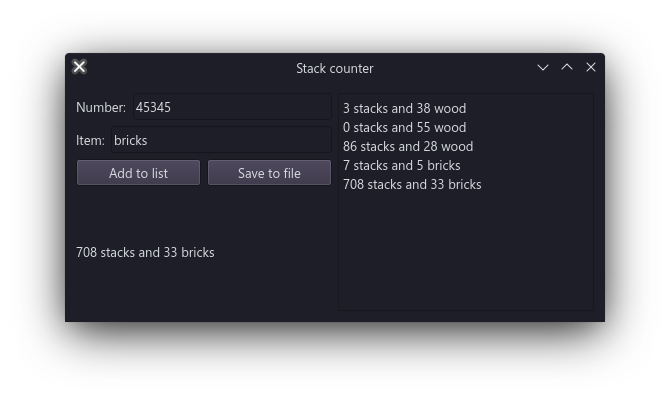 Stack counter
Number: 45345
Item: bricks
Add to list
Save to file
708 stacks and 33 bricks
3 stacks and 38 wood
0 stacks and 55 wood
86 stacks and 28 wood
7 stacks and 5 bricks
708 stacks and 33 bricks